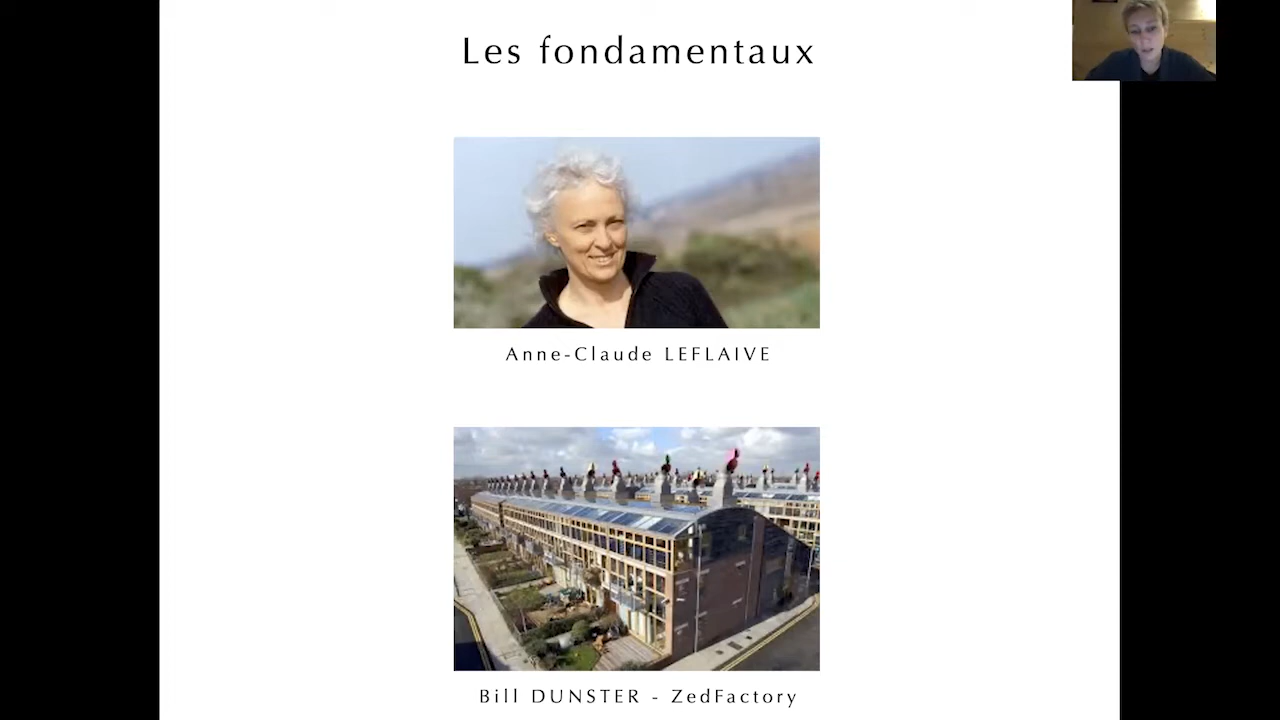 Les fondamentaux
Anne-Claude LEFLAIVE
Bill DUNSTER - ZedFactory